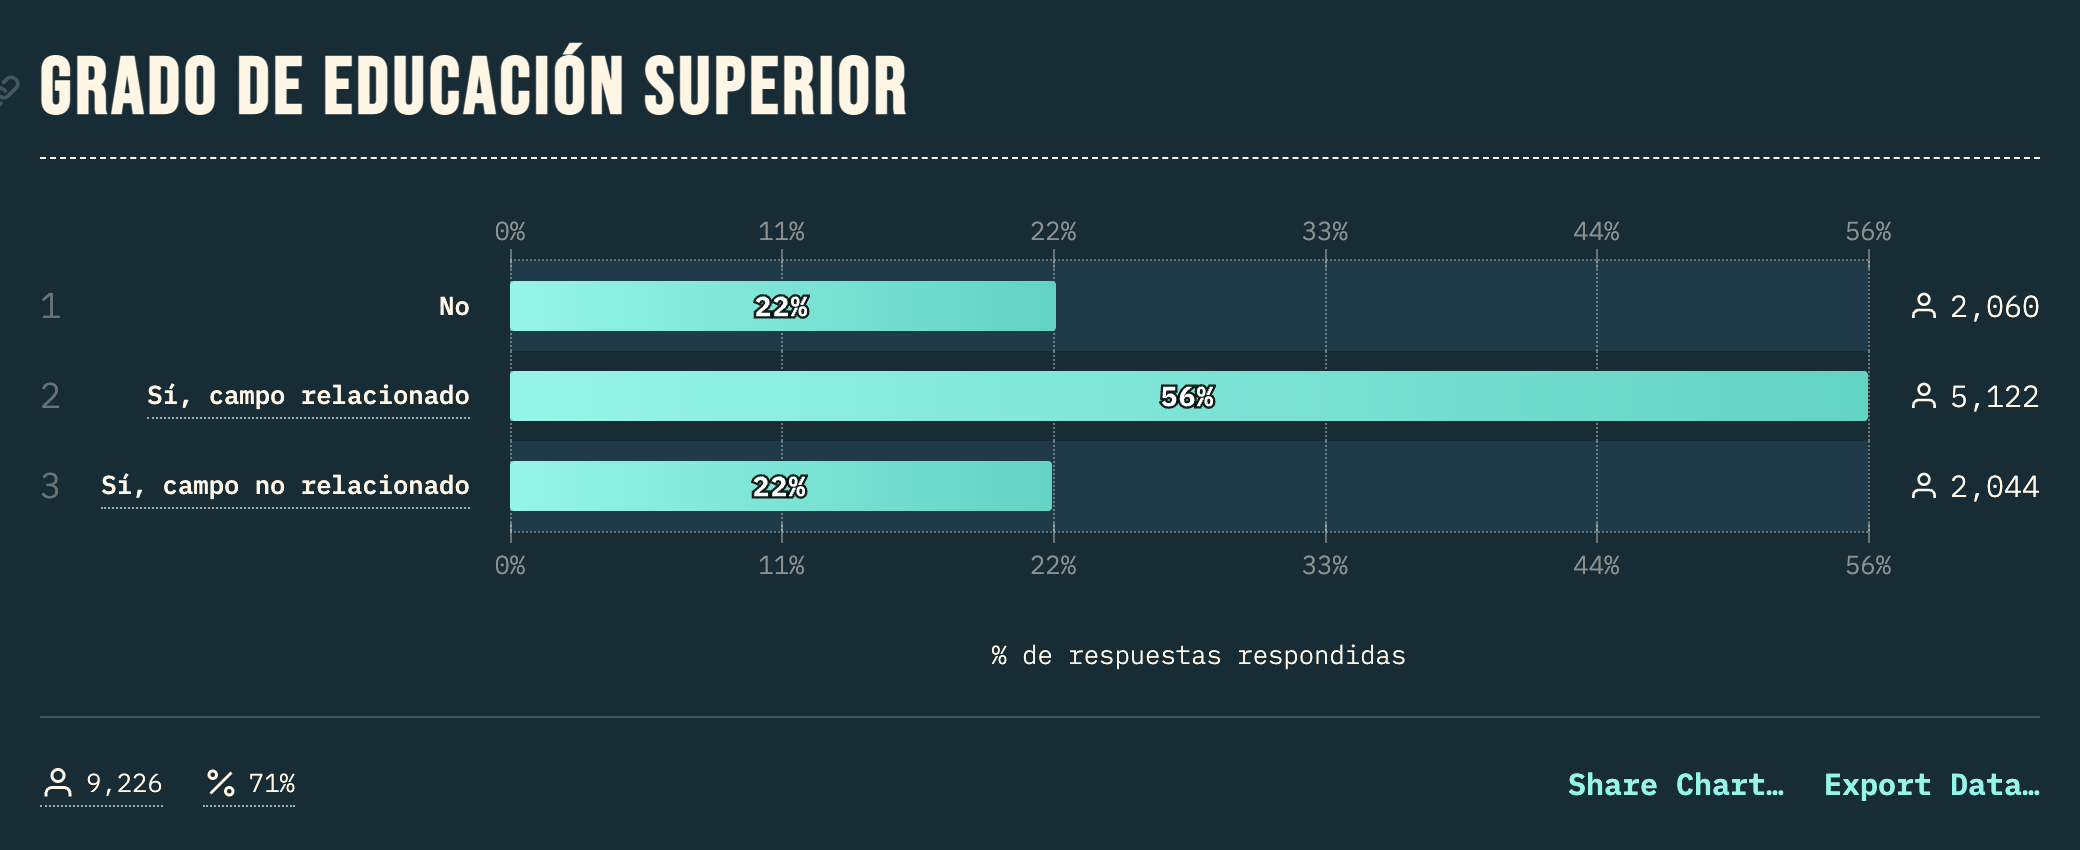 GRADO DE EDUCACIÓN SUPERIOR
0% 11% 22% 33% 44% 56%
1 No 22% 2,060
2 Sí, campo relacionado 56% 5,122
3 Sí, campo no relacionado 22% 2,044
0% 11% 22% 33% 44% 56%
% de respuestas respondidas
9,226 71% Share Chart… Export Data…